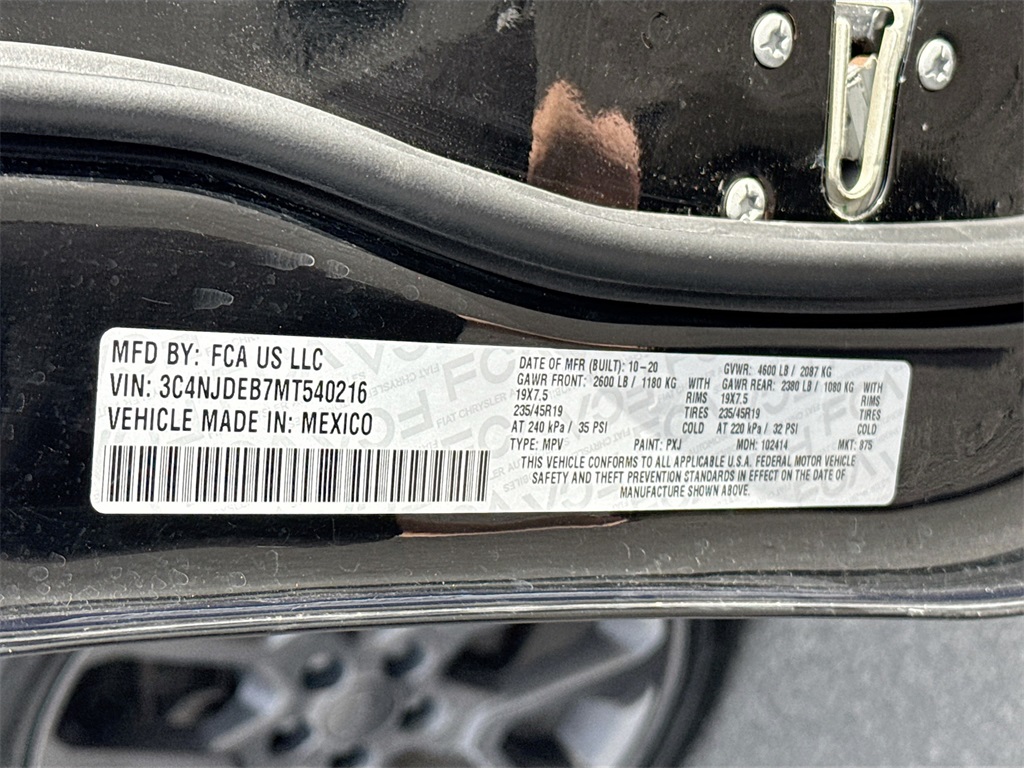 MFD BY: FCA US LLC
VIN: 3C4NJDEB7MT540216
VEHICLE MADE IN: MEXICO
DATE OF MFR (BUILT): 10-20
GVWR: 4600 LB / 2087 KG
GAWR FRONT: 2600 LB / 1180 KG WITH
GAWR REAR: 2380 LB / 1080 KG WITH
19X7.5 RIMS
19X7.5 RIMS
235/45R19 TIRES
235/45R19 TIRES
AT 240 kPa / 35 PSI COLD
AT 220 kPa / 32 PSI COLD
TYPE: MPV PAINT: PXJ MDH: 102414 MKT: 975
THIS VEHICLE CONFORMS TO ALL APPLICABLE U.S.A. FEDERAL MOTOR VEHICLE
SAFETY AND THEFT PREVENTION STANDARDS IN EFFECT ON THE DATE OF
MANUFACTURE SHOWN ABOVE.